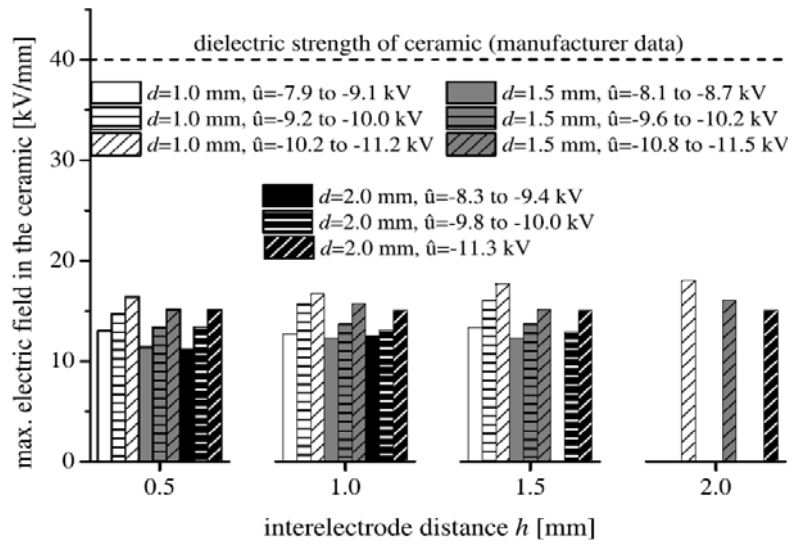 dielectric strength of ceramic (manufacturer data)
d=1.0 mm, û=-7.9 to -9.1 kV
d=1.0 mm, û=-9.2 to -10.0 kV
d=1.0 mm, û=-10.2 to -11.2 kV
d=1.5 mm, û=-8.1 to -8.7 kV
d=1.5 mm, û=-9.6 to -10.2 kV
d=1.5 mm, û=-10.8 to -11.5 kV
d=2.0 mm, û=-8.3 to -9.4 kV
d=2.0 mm, û=-9.8 to -10.0 kV
d=2.0 mm, û=-11.3 kV
max. electric field in the ceramic [kV/mm]
40
30
20
10
0
0.5 1.0 1.5 2.0
interelectrode distance h [mm]